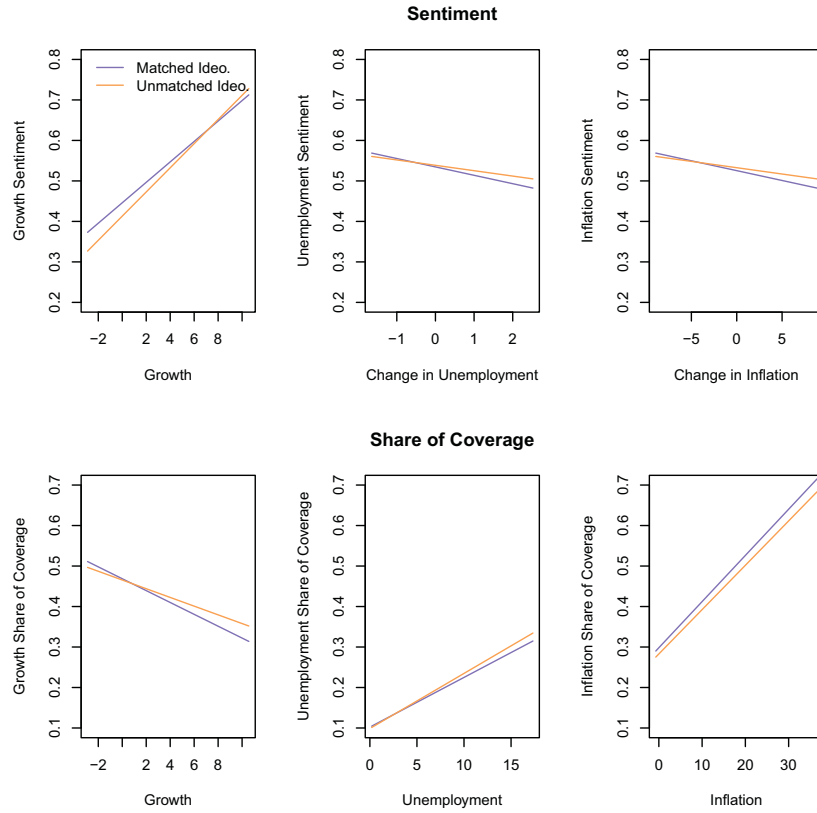 Sentiment
Growth Sentiment
0.2 0.3 0.4 0.5 0.6 0.7 0.8
Matched Ideo.
Unmatched Ideo.
−2 2 4 6 8
Growth
Unemployment Sentiment
0.2 0.3 0.4 0.5 0.6 0.7 0.8
−1 0 1 2
Change in Unemployment
Inflation Sentiment
0.2 0.3 0.4 0.5 0.6 0.7 0.8
−5 0 5
Change in Inflation
Share of Coverage
Growth Share of Coverage
0.1 0.2 0.3 0.4 0.5 0.6 0.7
−2 2 4 6 8
Growth
Unemployment Share of Coverage
0.1 0.2 0.3 0.4 0.5 0.6 0.7
0 5 10 15
Unemployment
Inflation Share of Coverage
0.1 0.2 0.3 0.4 0.5 0.6 0.7
0 10 20 30
Inflation